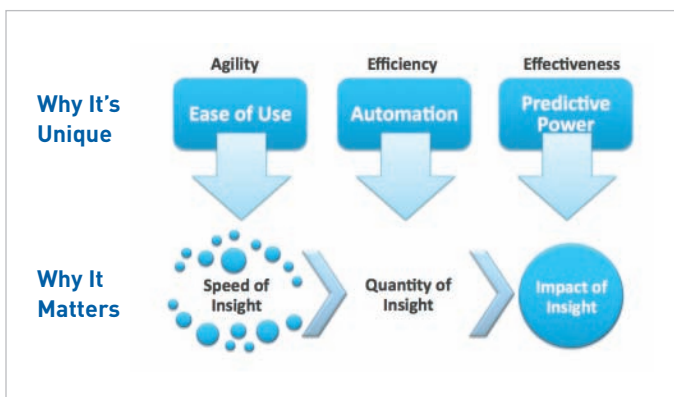 Agility Efficiency Effectiveness
Why It's
Unique
Ease of Use Automation Predictive
Power
Why It
Matters
Speed of
Insight
Quantity of
Insight
Impact of
Insight